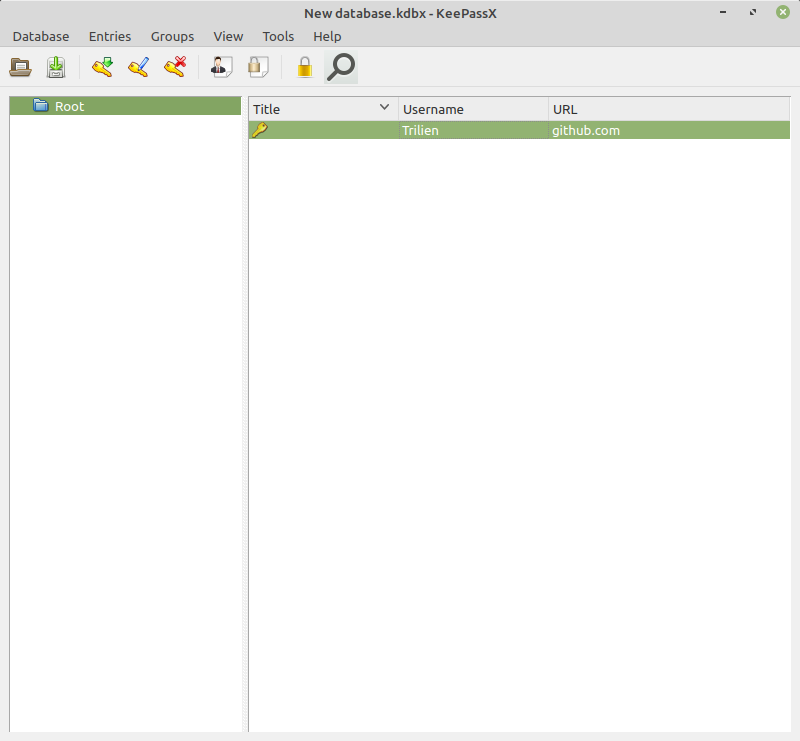 New database.kdbx - KeePassX
Database Entries Groups View Tools Help
Root
Title Username URL
Trilien github.com